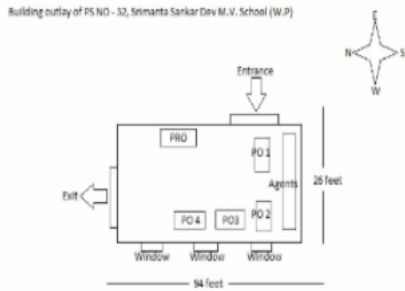 Building outlay of PS NO - 52, Srimanta Sankar Dev M.V. School (W.P)
E
N
S
W
Entrance
PRO
PO 1
Agents
26 feet
Exit
PO 4
PO3
PO 2
Window
Window
Window
94 feet